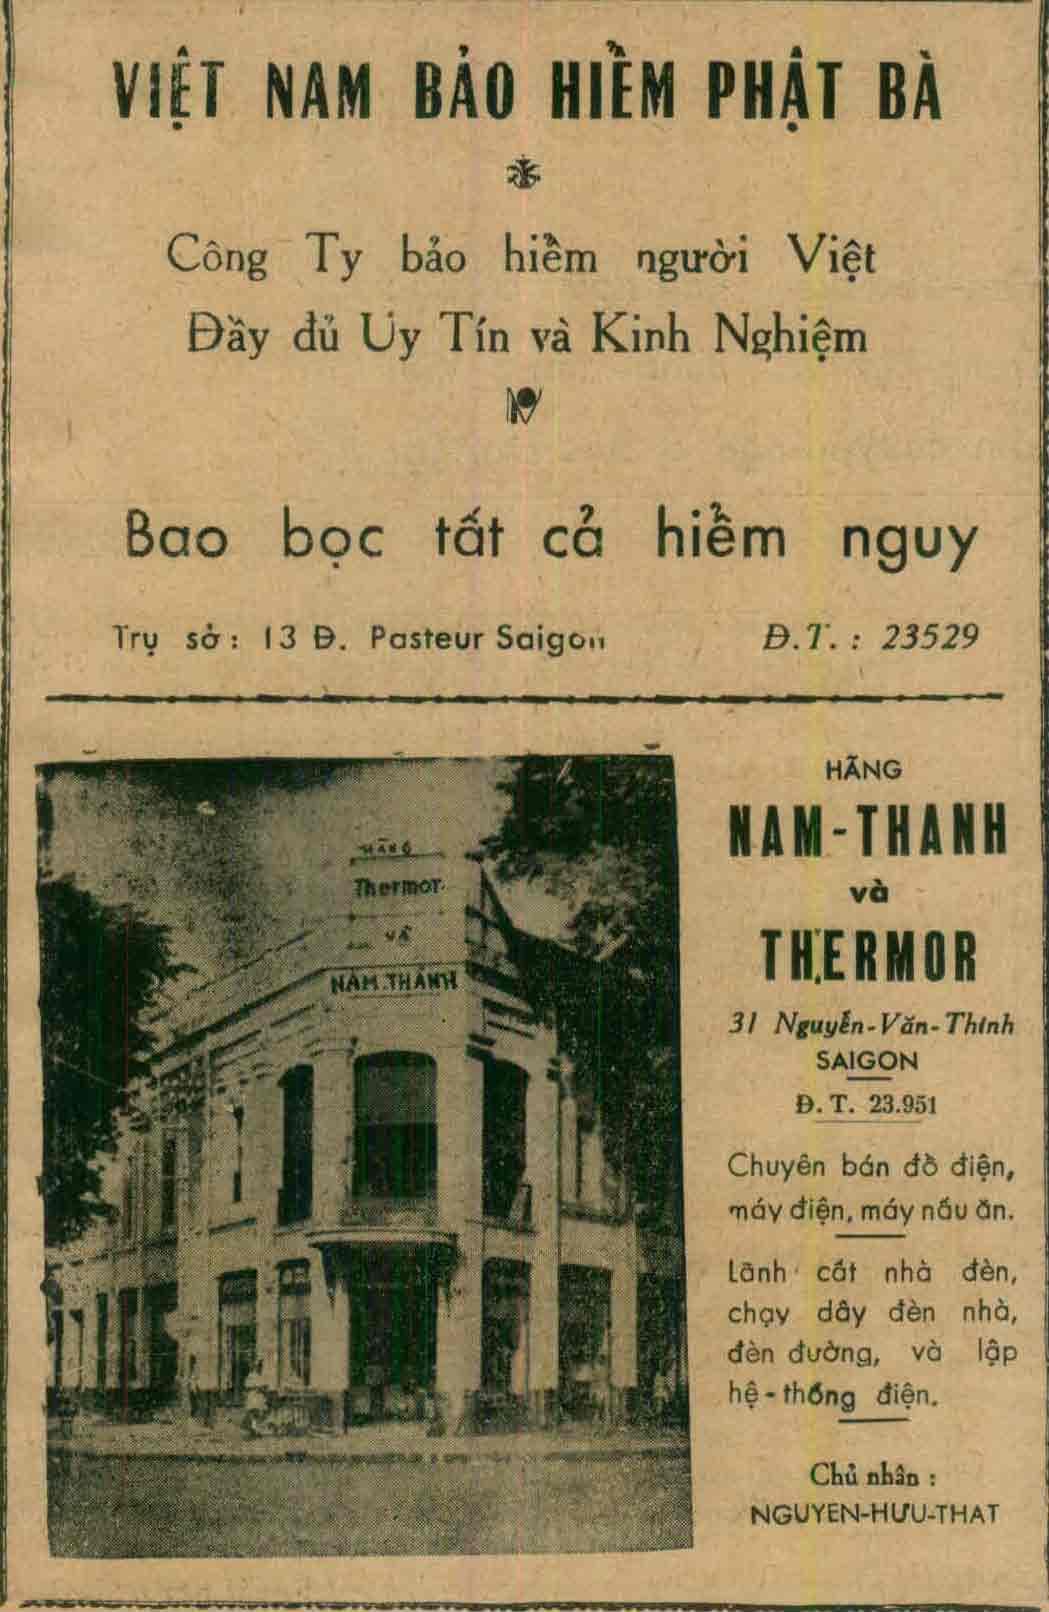 VIỆT NAM BẢO HIỂM PHẬT BÀ
Công Ty bảo hiểm người Việt
Đầy đủ Uy Tín và Kinh Nghiệm
Bao bọc tất cả hiểm nguy
Trụ sở: 13 Đ. Pasteur Saigon Đ.T. : 23529
HÃNG
Thermor
VÀ
NAM.THANH
HÃNG
NAM-THANH
và
THERMOR
31 Nguyễn-Văn-Thinh
SAIGON
Đ. T. 23.951
Chuyên bán đồ điện,
máy điện, máy nấu ăn.
Lãnh cất nhà đèn,
chạy dây đèn nhà,
đèn đường, và lập
hệ-thống điện.
Chủ nhân :
NGUYEN-HƯU-THAT